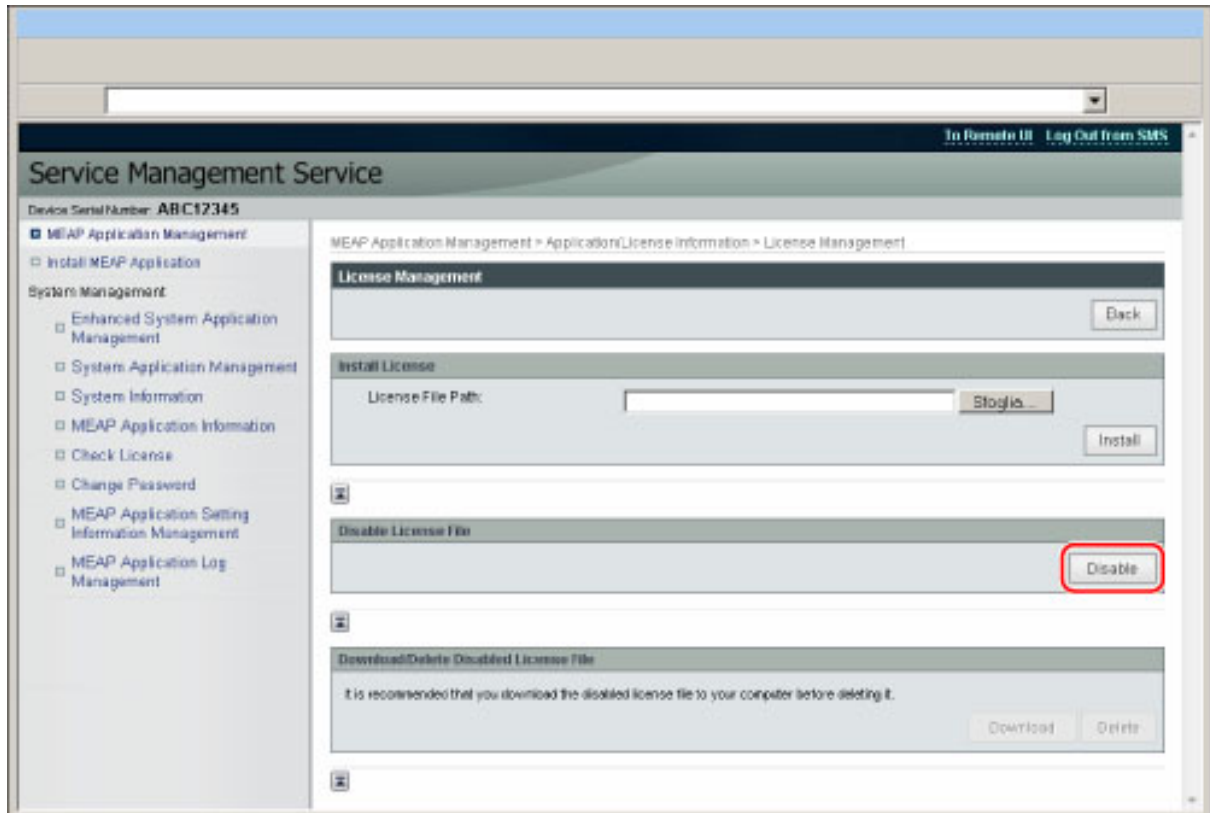 To Remote UI Log Out from SMS
Service Management Service
Device Serial Number: ABC12345
MEAP Application Management
Install MEAP Application
System Management
Enhanced System Application
Management
System Application Management
System Information
MEAP Application Information
Check License
Change Password
MEAP Application Setting
Information Management
MEAP Application Log
Management
MEAP Application Management > Application/License Information > License Management
License Management
Back
Install License
License File Path:
Sfoglia...
Install
Disable License File
Disable
Download/Delete Disabled License File
It is recommended that you download the disabled license file to your computer before deleting it.
Download Delete